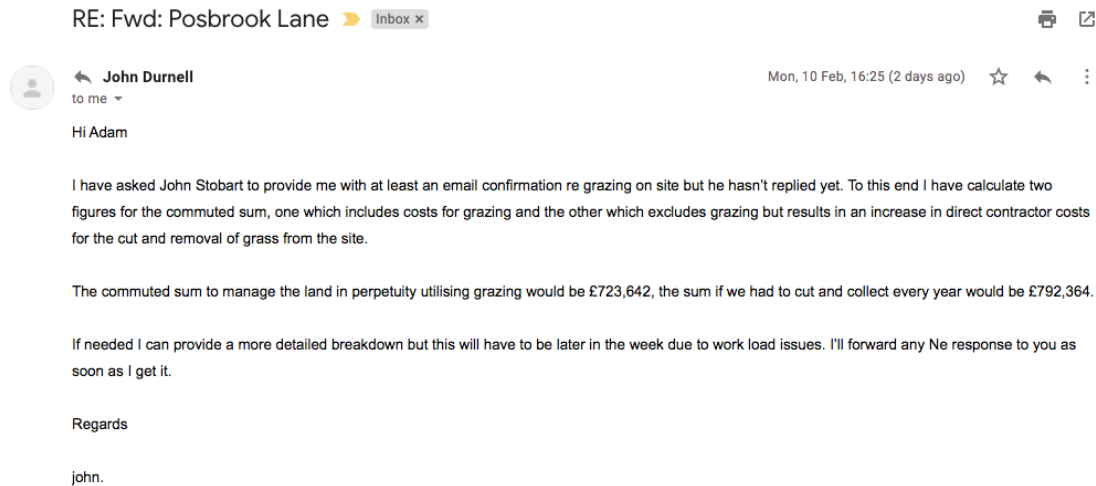 RE: Fwd: Posbrook Lane Inbox ×
John Durnell Mon, 10 Feb, 16:25 (2 days ago)
to me
Hi Adam
I have asked John Stobart to provide me with at least an email confirmation re grazing on site but he hasn't replied yet. To this end I have calculate two
figures for the commuted sum, one which includes costs for grazing and the other which excludes grazing but results in an increase in direct contractor costs
for the cut and removal of grass from the site.
The commuted sum to manage the land in perpetuity utilising grazing would be £723,642, the sum if we had to cut and collect every year would be £792,364.
If needed I can provide a more detailed breakdown but this will have to be later in the week due to work load issues. I'll forward any Ne response to you as
soon as I get it.
Regards
john.